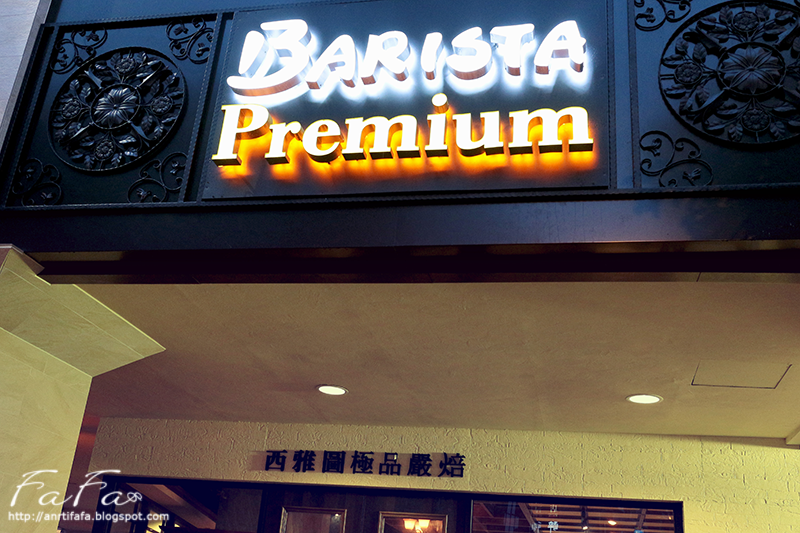 BARISTA
Premium
西雅圖極品嚴焙
FaFa
http://anrtifafa.blogspot.com